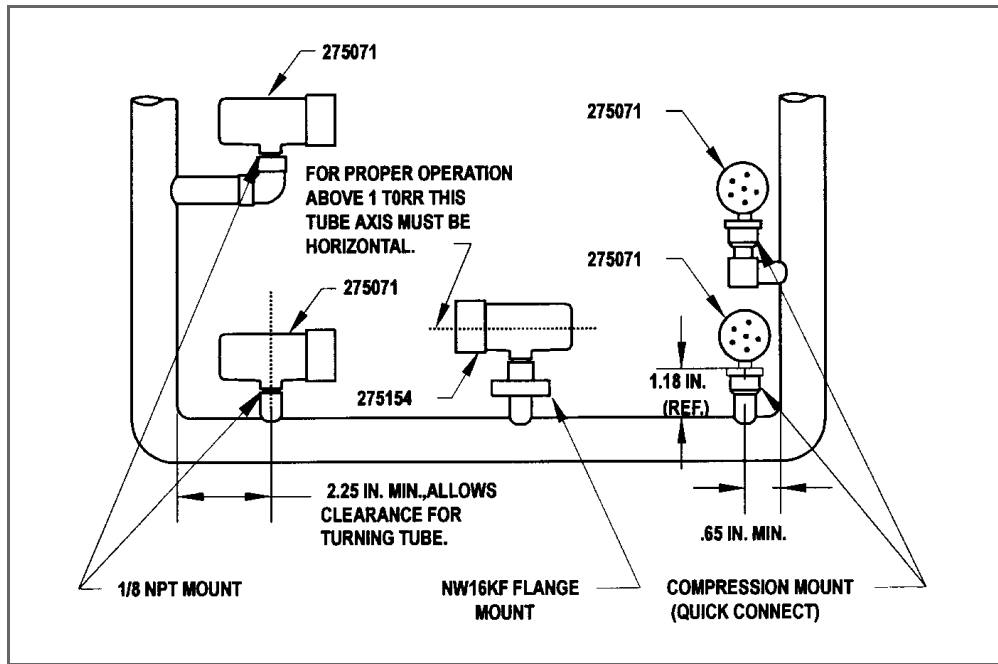 275071
275071
FOR PROPER OPERATION
ABOVE 1 T0RR THIS
TUBE AXIS MUST BE
HORIZONTAL.
275071
275071
275154
1.18 IN.
(REF.)
2.25 IN. MIN.,ALLOWS
CLEARANCE FOR
TURNING TUBE.
.65 IN. MIN.
1/8 NPT MOUNT
NW16KF FLANGE
MOUNT
COMPRESSION MOUNT
(QUICK CONNECT)